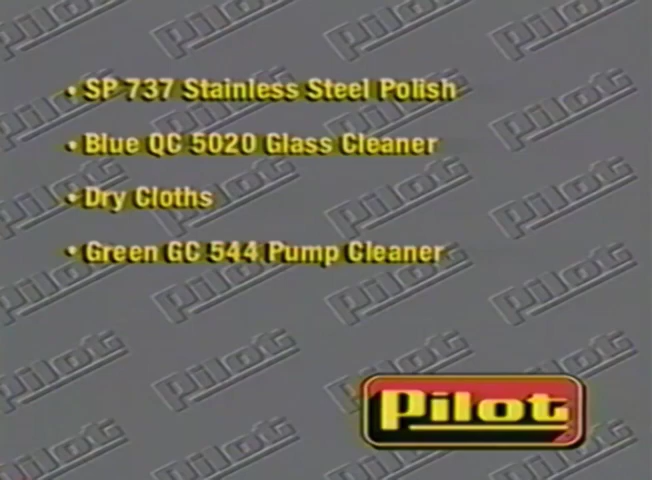 • SP 737 Stainless Steel Polish
• Blue QC 5020 Glass Cleaner
• Dry Cloths
• Green GC 544 Pump Cleaner
Pilot